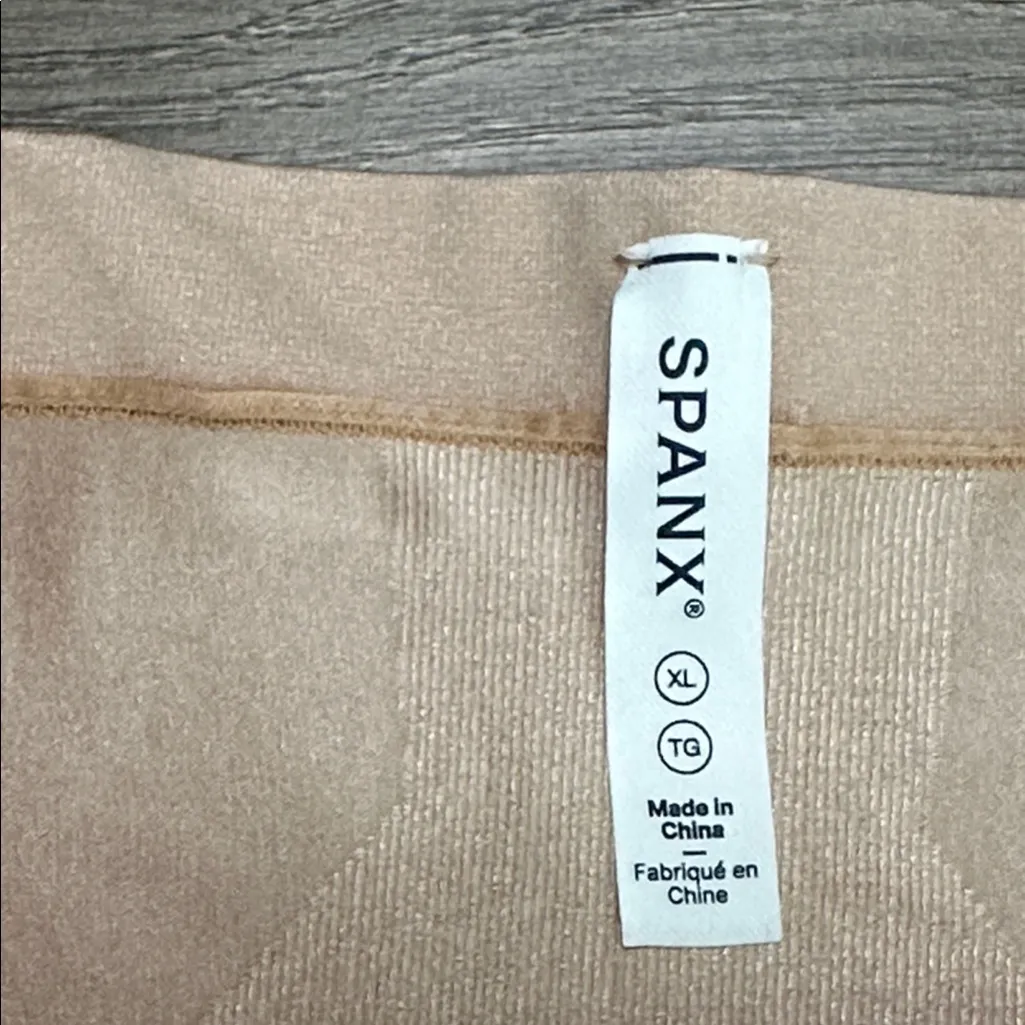 SPANX®
XL
TG
Made in
China
—
Fabriqué en
Chine